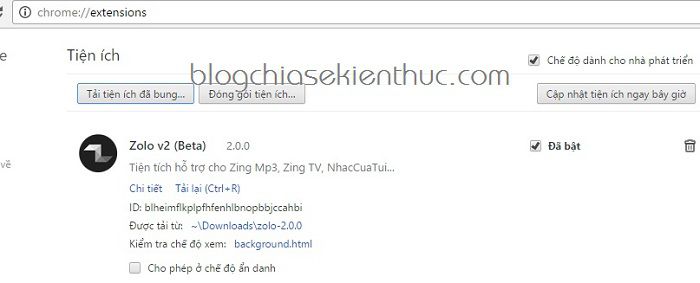 chrome://extensions
Tiện ích
Chế độ dành cho nhà phát triển
blogchiasekienthuc.com
Tải tiện ích đã bung... Đóng gói tiện ích... Cập nhật tiện ích ngay bây giờ
Zolo v2 (Beta) 2.0.0 Đã bật
Tiện tích hỗ trợ cho Zing Mp3, Zing TV, NhacCuaTui...
về
Chi tiết Tải lại (Ctrl+R)
ID: blheimflkplpfhfenhlbnopbbjccahbi
Được tải từ: ~\Downloads\zolo-2.0.0
Kiểm tra chế độ xem: background.html
Cho phép ở chế độ ẩn danh